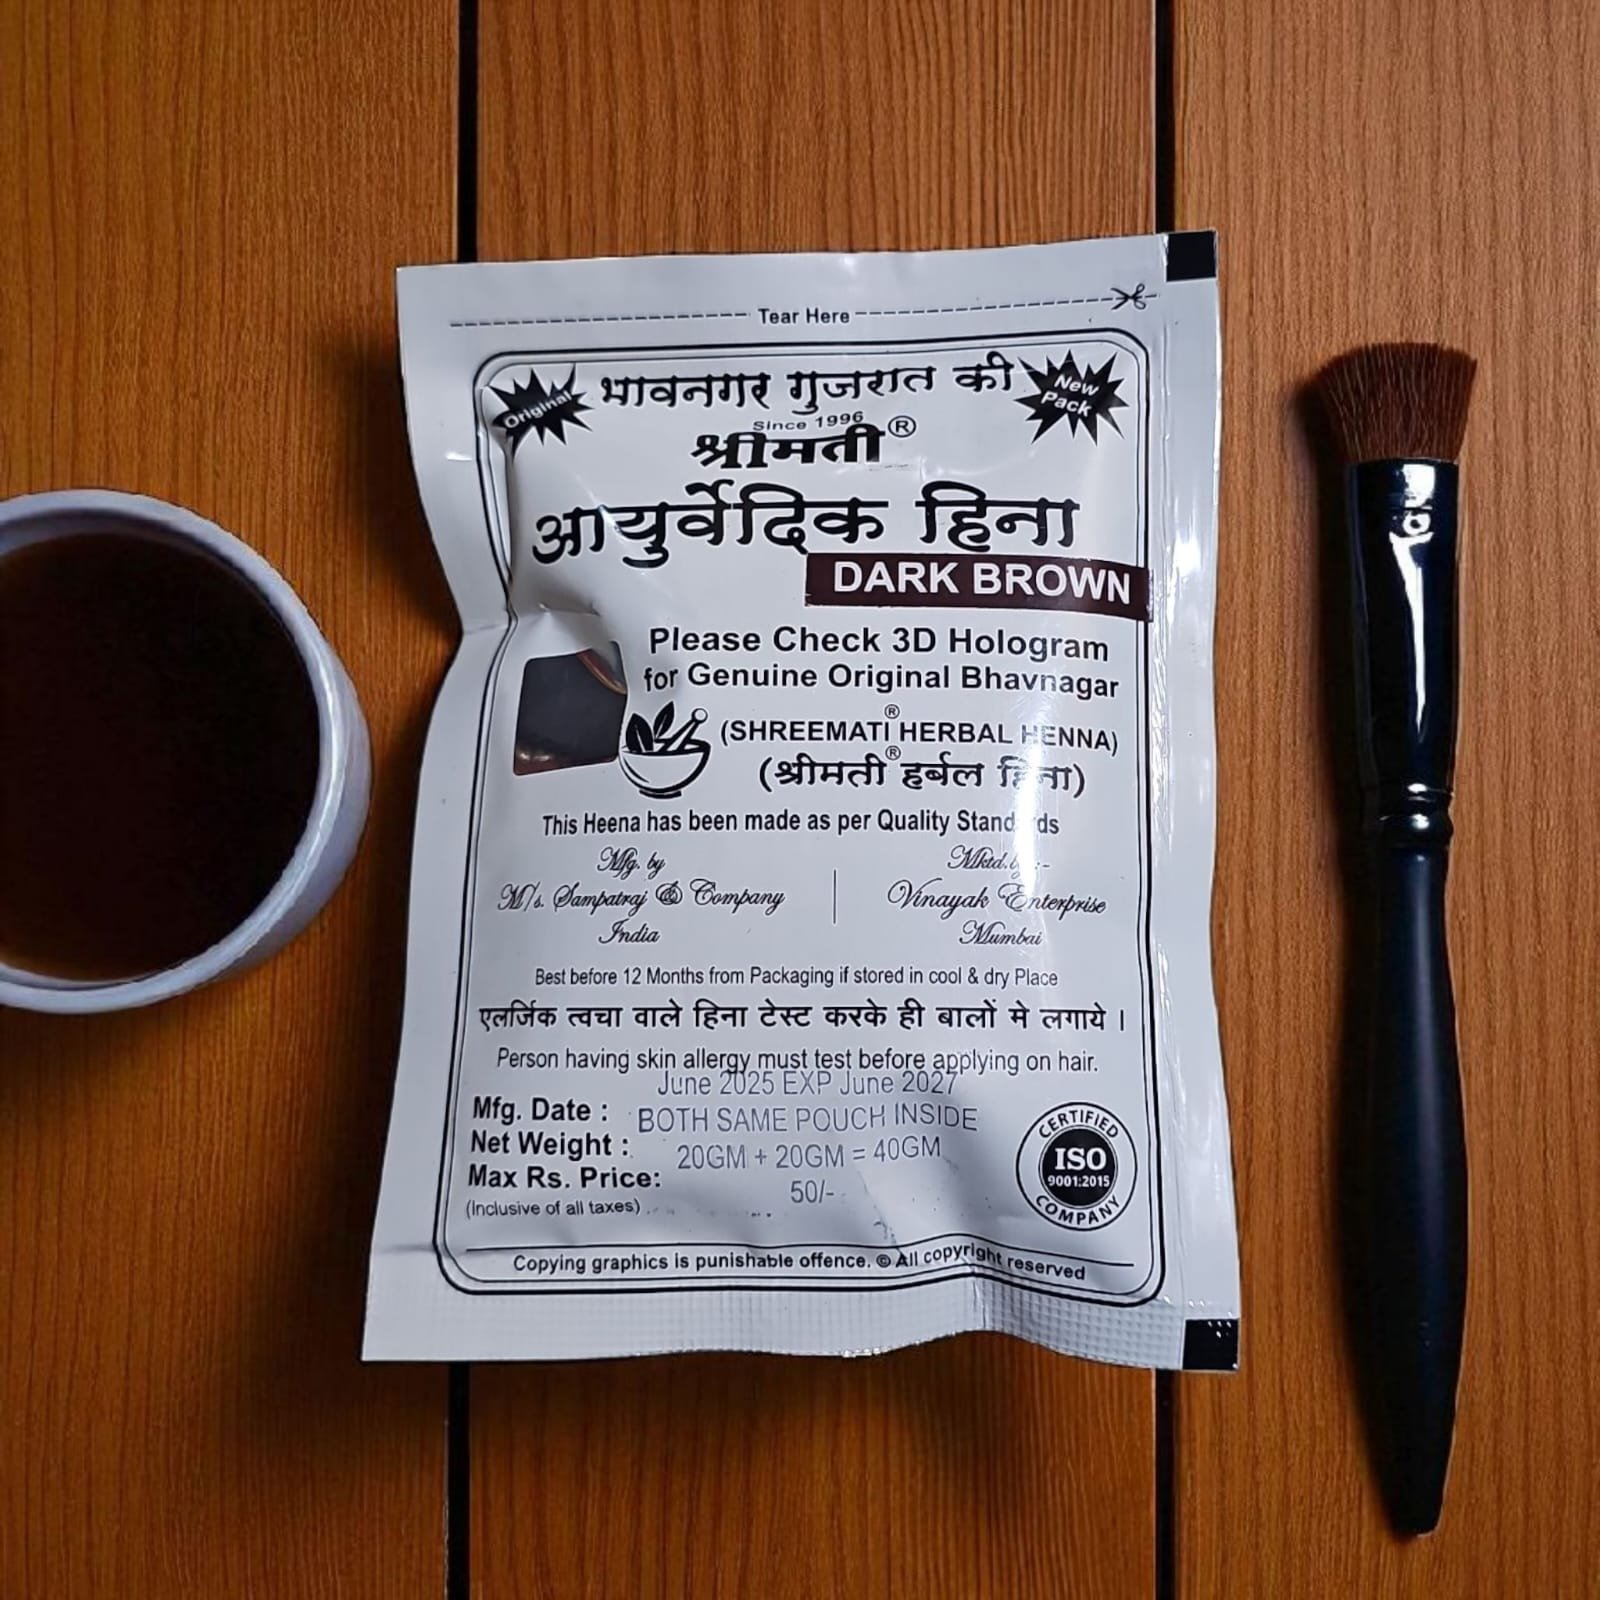 Tear Here
Original
भावनगर गुजरात की
New Pack
Since 1996
श्रीमती®
आयुर्वेदिक हिना
DARK BROWN
Please Check 3D Hologram
for Genuine Original Bhavnagar
(SHREEMATI® HERBAL HENNA)
(श्रीमती® हर्बल हिना)
This Heena has been made as per Quality Standards
Mfg. by
M/s. Sampatraj & Company
India
Mktd.by :-
Vinayak Enterprise
Mumbai
Best before 12 Months from Packaging if stored in cool & dry Place
एलर्जिक त्वचा वाले हिना टेस्ट करके ही बालों मे लगाये ।
Person having skin allergy must test before applying on hair.
June 2025 EXP June 2027
Mfg. Date : BOTH SAME POUCH INSIDE
Net Weight : 20GM + 20GM = 40GM
Max Rs. Price: 50/-
(Inclusive of all taxes)
CERTIFIED
ISO
9001:2015
COMPANY
Copying graphics is punishable offence. © All copyright reserved